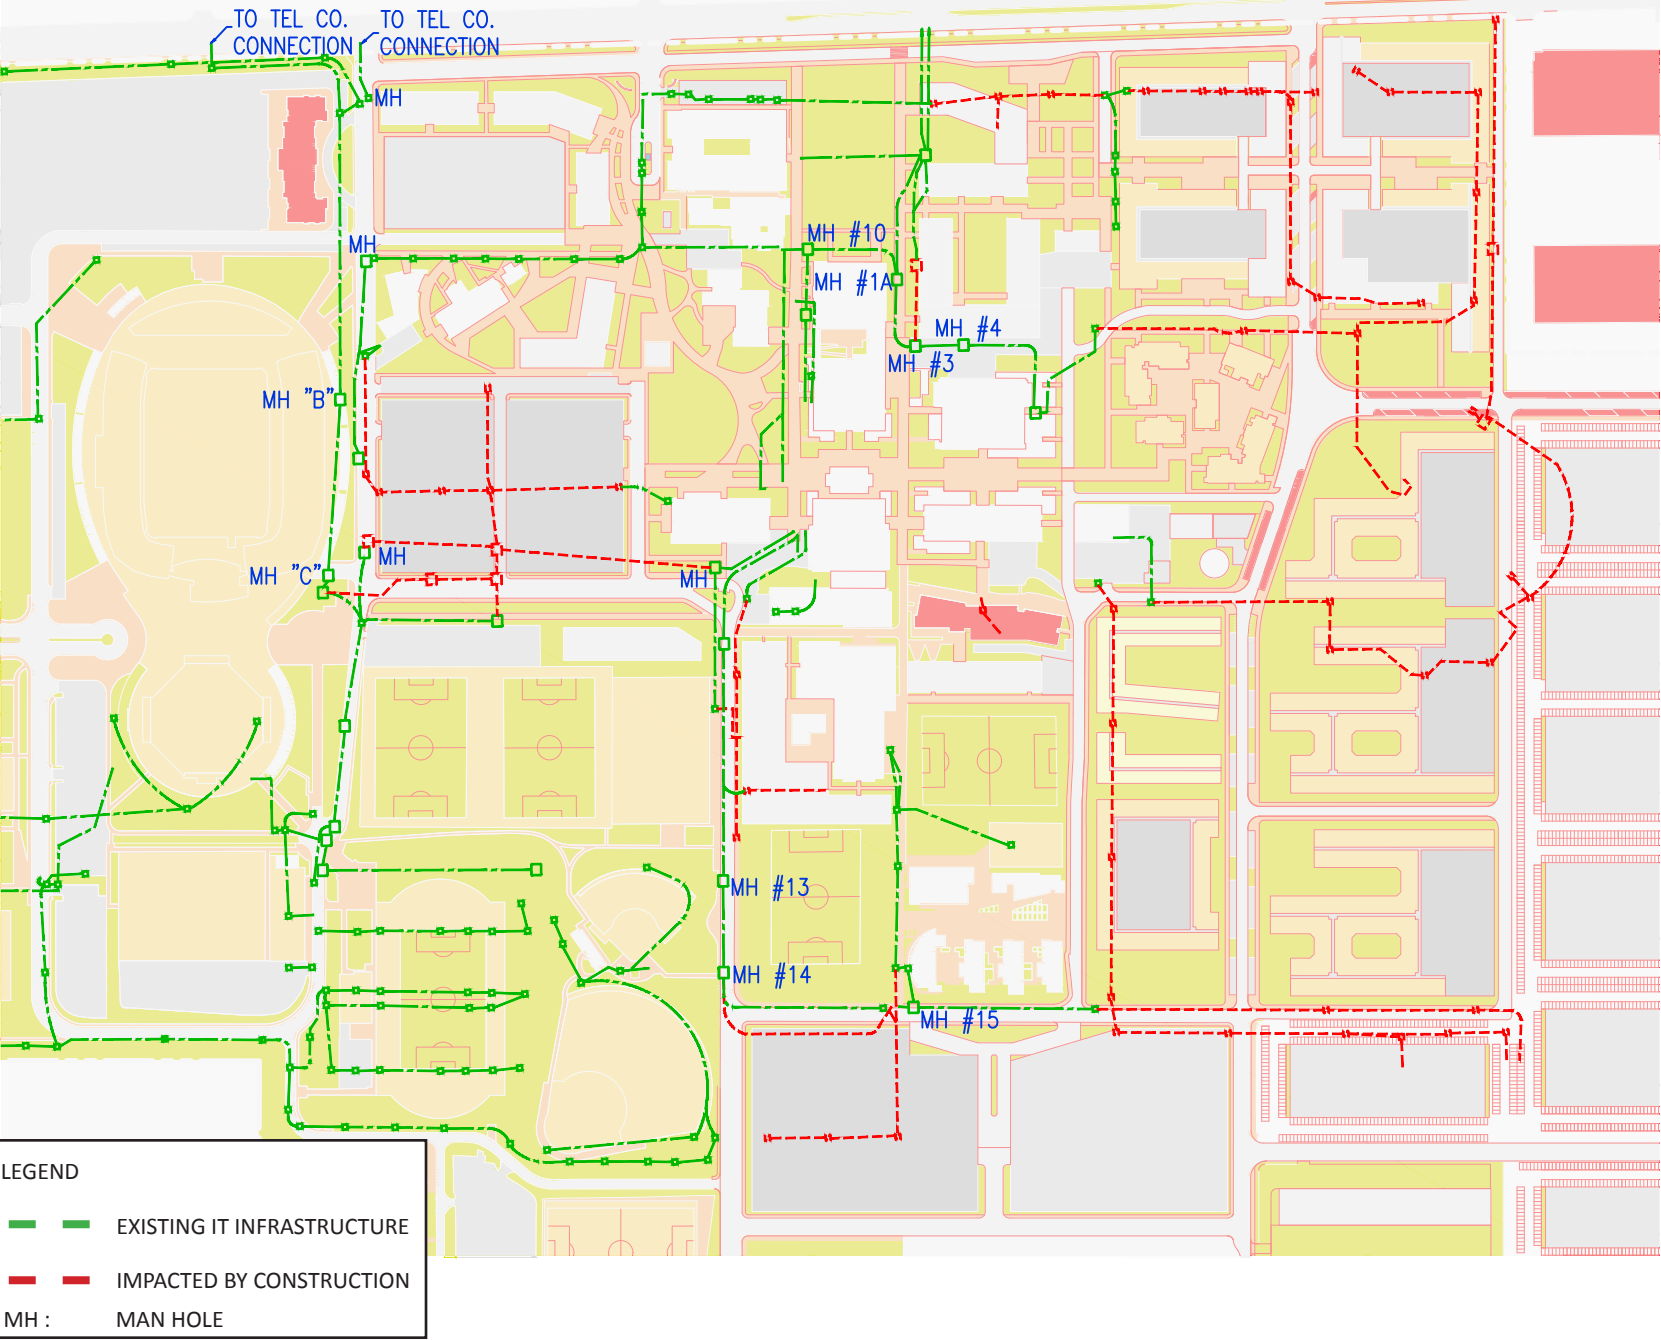 TO TEL CO.
CONNECTION
TO TEL CO.
CONNECTION
MH
MH
MH #10
MH #1A
MH #4
MH #3
MH "B"
MH
MH "C"
MH
MH #13
MH #14
MH #15
LEGEND
EXISTING IT INFRASTRUCTURE
IMPACTED BY CONSTRUCTION
MH : MAN HOLE